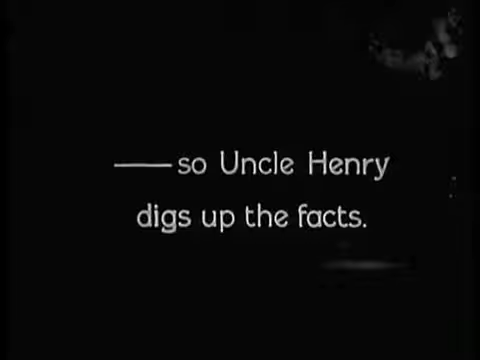 ——so Uncle Henry
digs up the facts.